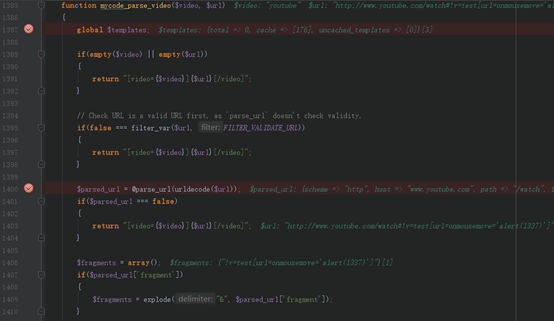 1385 function mycode_parse_video($video, $url) $video: "youtube" $url: "http://www.youtube.com/watch#!v=test[url=onmousemove='al
1386 {
1387 global $templates; $templates: {total => 0, cache => [178], uncached_templates => [0]}[3]
1388
1389 if(empty($video) || empty($url))
1390 {
1391 return "[video={$video}]{$url}[/video]";
1392 }
1393
1394 // Check URL is a valid URL first, as `parse_url` doesn't check validity.
1395 if(false === filter_var($url, filter: FILTER_VALIDATE_URL))
1396 {
1397 return "[video={$video}]{$url}[/video]";
1398 }
1399
1400 $parsed_url = @parse_url(urldecode($url)); $parsed_url: {scheme => "http", host => "www.youtube.com", path => "/watch",
1401 if($parsed_url === false)
1402 {
1403 return "[video={$video}]{$url}[/video]"; $url: "http://www.youtube.com/watch#!v=test[url=onmousemove='alert(1337)']"
1404 }
1405
1406 $fragments = array(); $fragments: {"!v=test[url=onmousemove='alert(1337)']"}[1]
1407 if($parsed_url['fragment'])
1408 {
1409 $fragments = explode( delimiter: "&", $parsed_url['fragment']);
1410 }